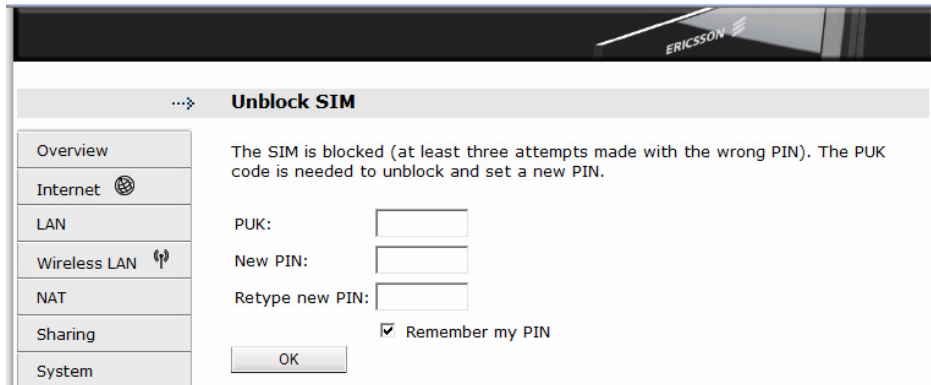 ERICSSON
Unblock SIM
Overview
Internet
LAN
Wireless LAN
NAT
Sharing
System
The SIM is blocked (at least three attempts made with the wrong PIN). The PUK
code is needed to unblock and set a new PIN.
PUK:
New PIN:
Retype new PIN:
Remember my PIN
OK